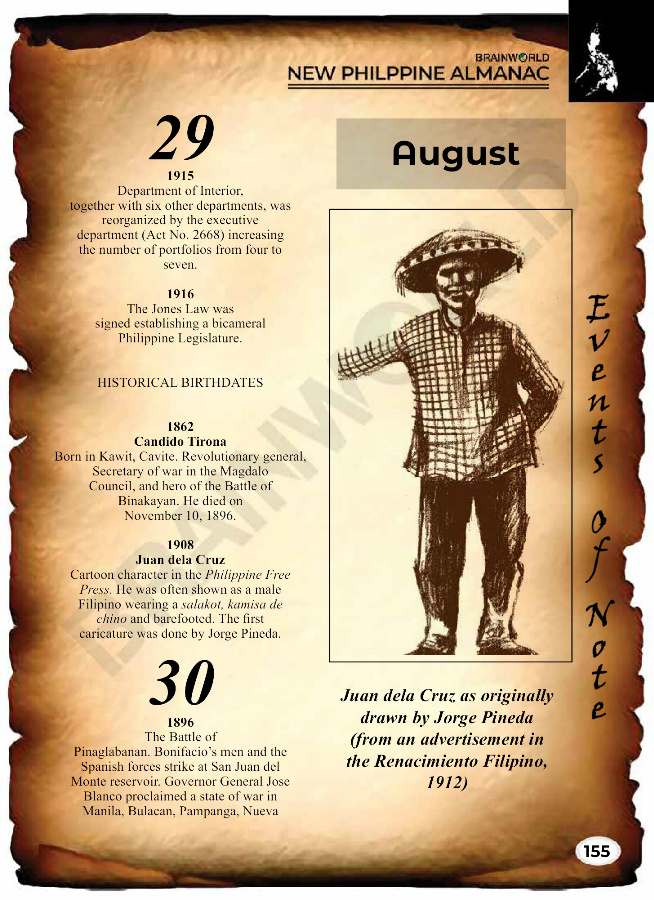 BRAINWORLD
NEW PHILPPINE ALMANAC
29
1915
Department of Interior,
together with six other departments, was
reorganized by the executive
department (Act No. 2668) increasing
the number of portfolios from four to
seven.
1916
The Jones Law was
signed establishing a bicameral
Philippine Legislature.
HISTORICAL BIRTHDATES
1862
Candido Tirona
Born in Kawit, Cavite. Revolutionary general,
Secretary of war in the Magdalo
Council, and hero of the Battle of
Binakayan. He died on
November 10, 1896.
1908
Juan dela Cruz
Cartoon character in the Philippine Free
Press. He was often shown as a male
Filipino wearing a salakot, kamisa de
chino and barefooted. The first
caricature was done by Jorge Pineda.
30
1896
The Battle of
Pinaglabanan. Bonifacio's men and the
Spanish forces strike at San Juan del
Monte reservoir. Governor General Jose
Blanco proclaimed a state of war in
Manila, Bulacan, Pampanga, Nueva
August
Juan dela Cruz as originally
drawn by Jorge Pineda
(from an advertisement in
the Renacimiento Filipino,
1912)
Events of Note
155
BRAINWORLD